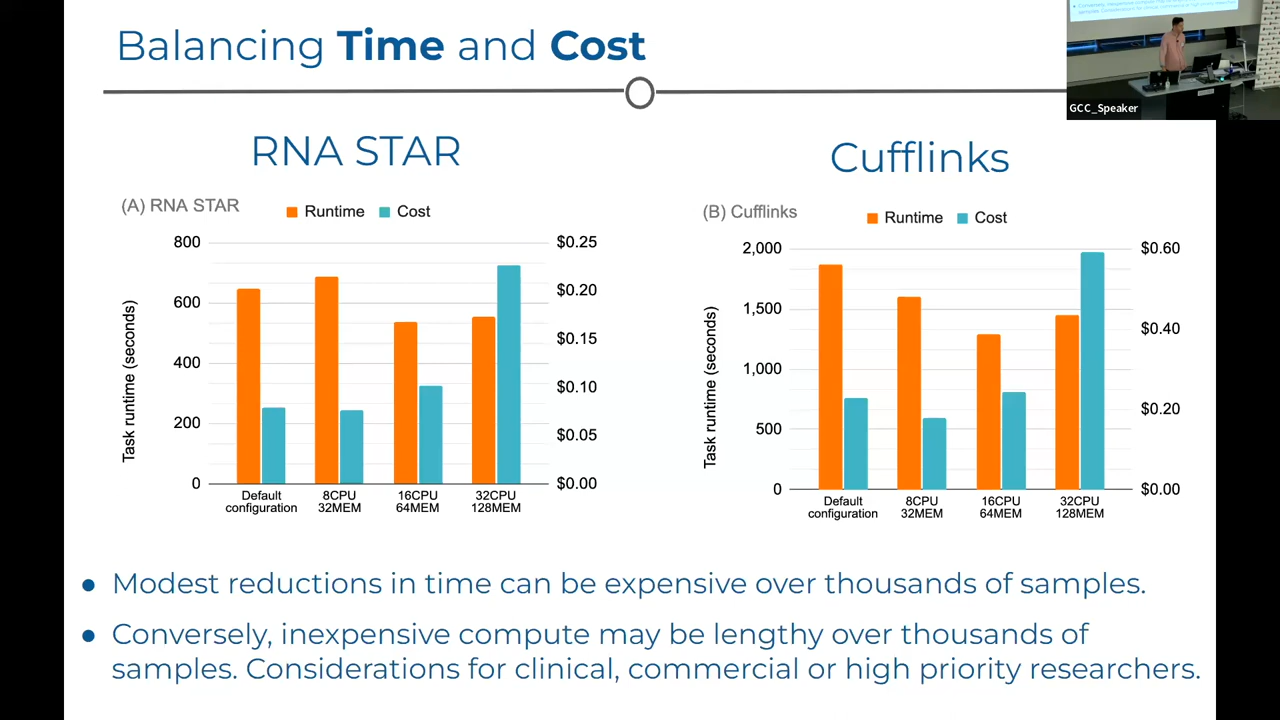 Balancing Time and Cost
GCC_Speaker
RNA STAR
(A) RNA STAR
Runtime
Cost
Task runtime (seconds)
800
600
400
200
0
$0.25
$0.20
$0.15
$0.10
$0.05
$0.00
Default
configuration
8CPU
32MEM
16CPU
64MEM
32CPU
128MEM
Cufflinks
(B) Cufflinks
Runtime
Cost
Task runtime (seconds)
2,000
1,500
1,000
500
0
$0.60
$0.40
$0.20
$0.00
Default
configuration
8CPU
32MEM
16CPU
64MEM
32CPU
128MEM
● Modest reductions in time can be expensive over thousands of samples.
● Conversely, inexpensive compute may be lengthy over thousands of
samples. Considerations for clinical, commercial or high priority researchers.